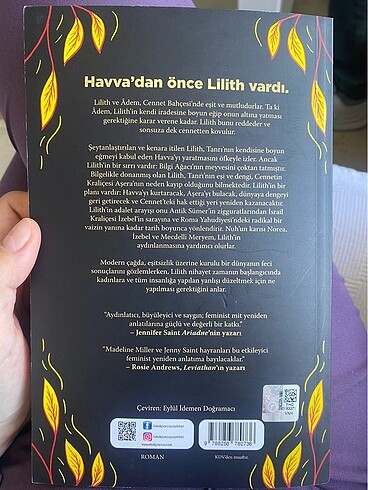 Havva'dan önce Lilith vardı.
Lilith ve Âdem, Cennet Bahçesi'nde eşit ve mutludurlar. Ta ki
Âdem, Lilith'in kendi iradesine boyun eğip onun altına yatması
gerektiğine karar verene kadar. Lilith bunu reddeder ve
sonsuza dek cennetten kovulur.
Şeytanlaştırılan ve kenara itilen Lilith, Tanrı'nın kendisine boyun
eğmeyi kabul eden Havva'yı yaratmasını öfkeyle izler. Ancak
Lilith'in bir sırrı vardır: Bilgi Ağacı'nın meyvesini çoktan tatmıştır.
Bilgelikle donanmış olan Lilith, Tanrı'nın eşi ve dengi, Cennetin
Kraliçesi Aşera'nın neden kayıp olduğunu bilmektedir. Lilith'in bir
planı vardır: Havva'yı kurtaracak, Aşera'yı bulacak, dünyaya dengeyi
geri getirecek ve Cennet'teki hak ettiği yeri yeniden kazanacaktır.
Lilith'in adalet arayışı onu Antik Sümer'in zigguratlarından İsrail
Kraliçesi İzebel'in sarayına ve Roma Yahudiyesi'ndeki radikal bir
vaizin yanına kadar tarih boyunca yönlendirir. Nuh'un karısı Norea,
İzebel ve Mecdelli Meryem, Lilith'in
aydınlanmasına yardımcı olurlar.
Modern çağda, eşitsizlik üzerine kurulu bir dünyanın feci
sonuçlarını gözlemlerken, Lilith nihayet zamanın başlangıcında
kadınlara ve tüm insanlığa yapılan yanlışı düzeltmek için ne
yapılması gerektiğini anlar.
"Aydınlatıcı, büyüleyici ve saygın; feminist mit yeniden
anlatılarına güçlü ve değerli bir katkı."
– Jennifer Saint Ariadne'nin yazarı
"Madeline Miller ve Jenny Saint hayranları bu etkileyici
feminist yeniden anlatıma bayılacaklar."
– Rosie Andrews, Leviathan'ın yazarı
Çeviren: Eylül İdemen Doğramacı
9 786256 780736
ROMAN
KDV'den muaftır.